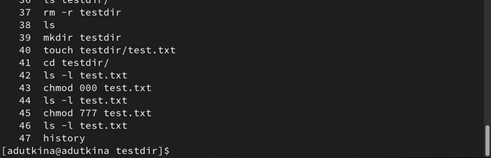 36 ls testdir/
37 rm -r testdir
38 ls
39 mkdir testdir
40 touch testdir/test.txt
41 cd testdir/
42 ls -l test.txt
43 chmod 000 test.txt
44 ls -l test.txt
45 chmod 777 test.txt
46 ls -l test.txt
47 history
[adutkina@adutkina testdir]$